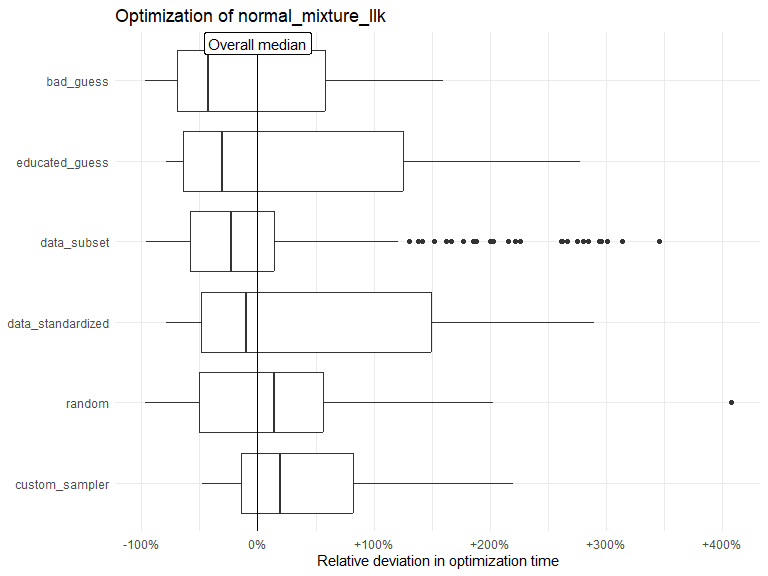 Optimization of normal_mixture_llk
Overall median
bad_guess
educated_guess
data_subset
data_standardized
random
custom_sampler
-100% 0% +100% +200% +300% +400%
Relative deviation in optimization time